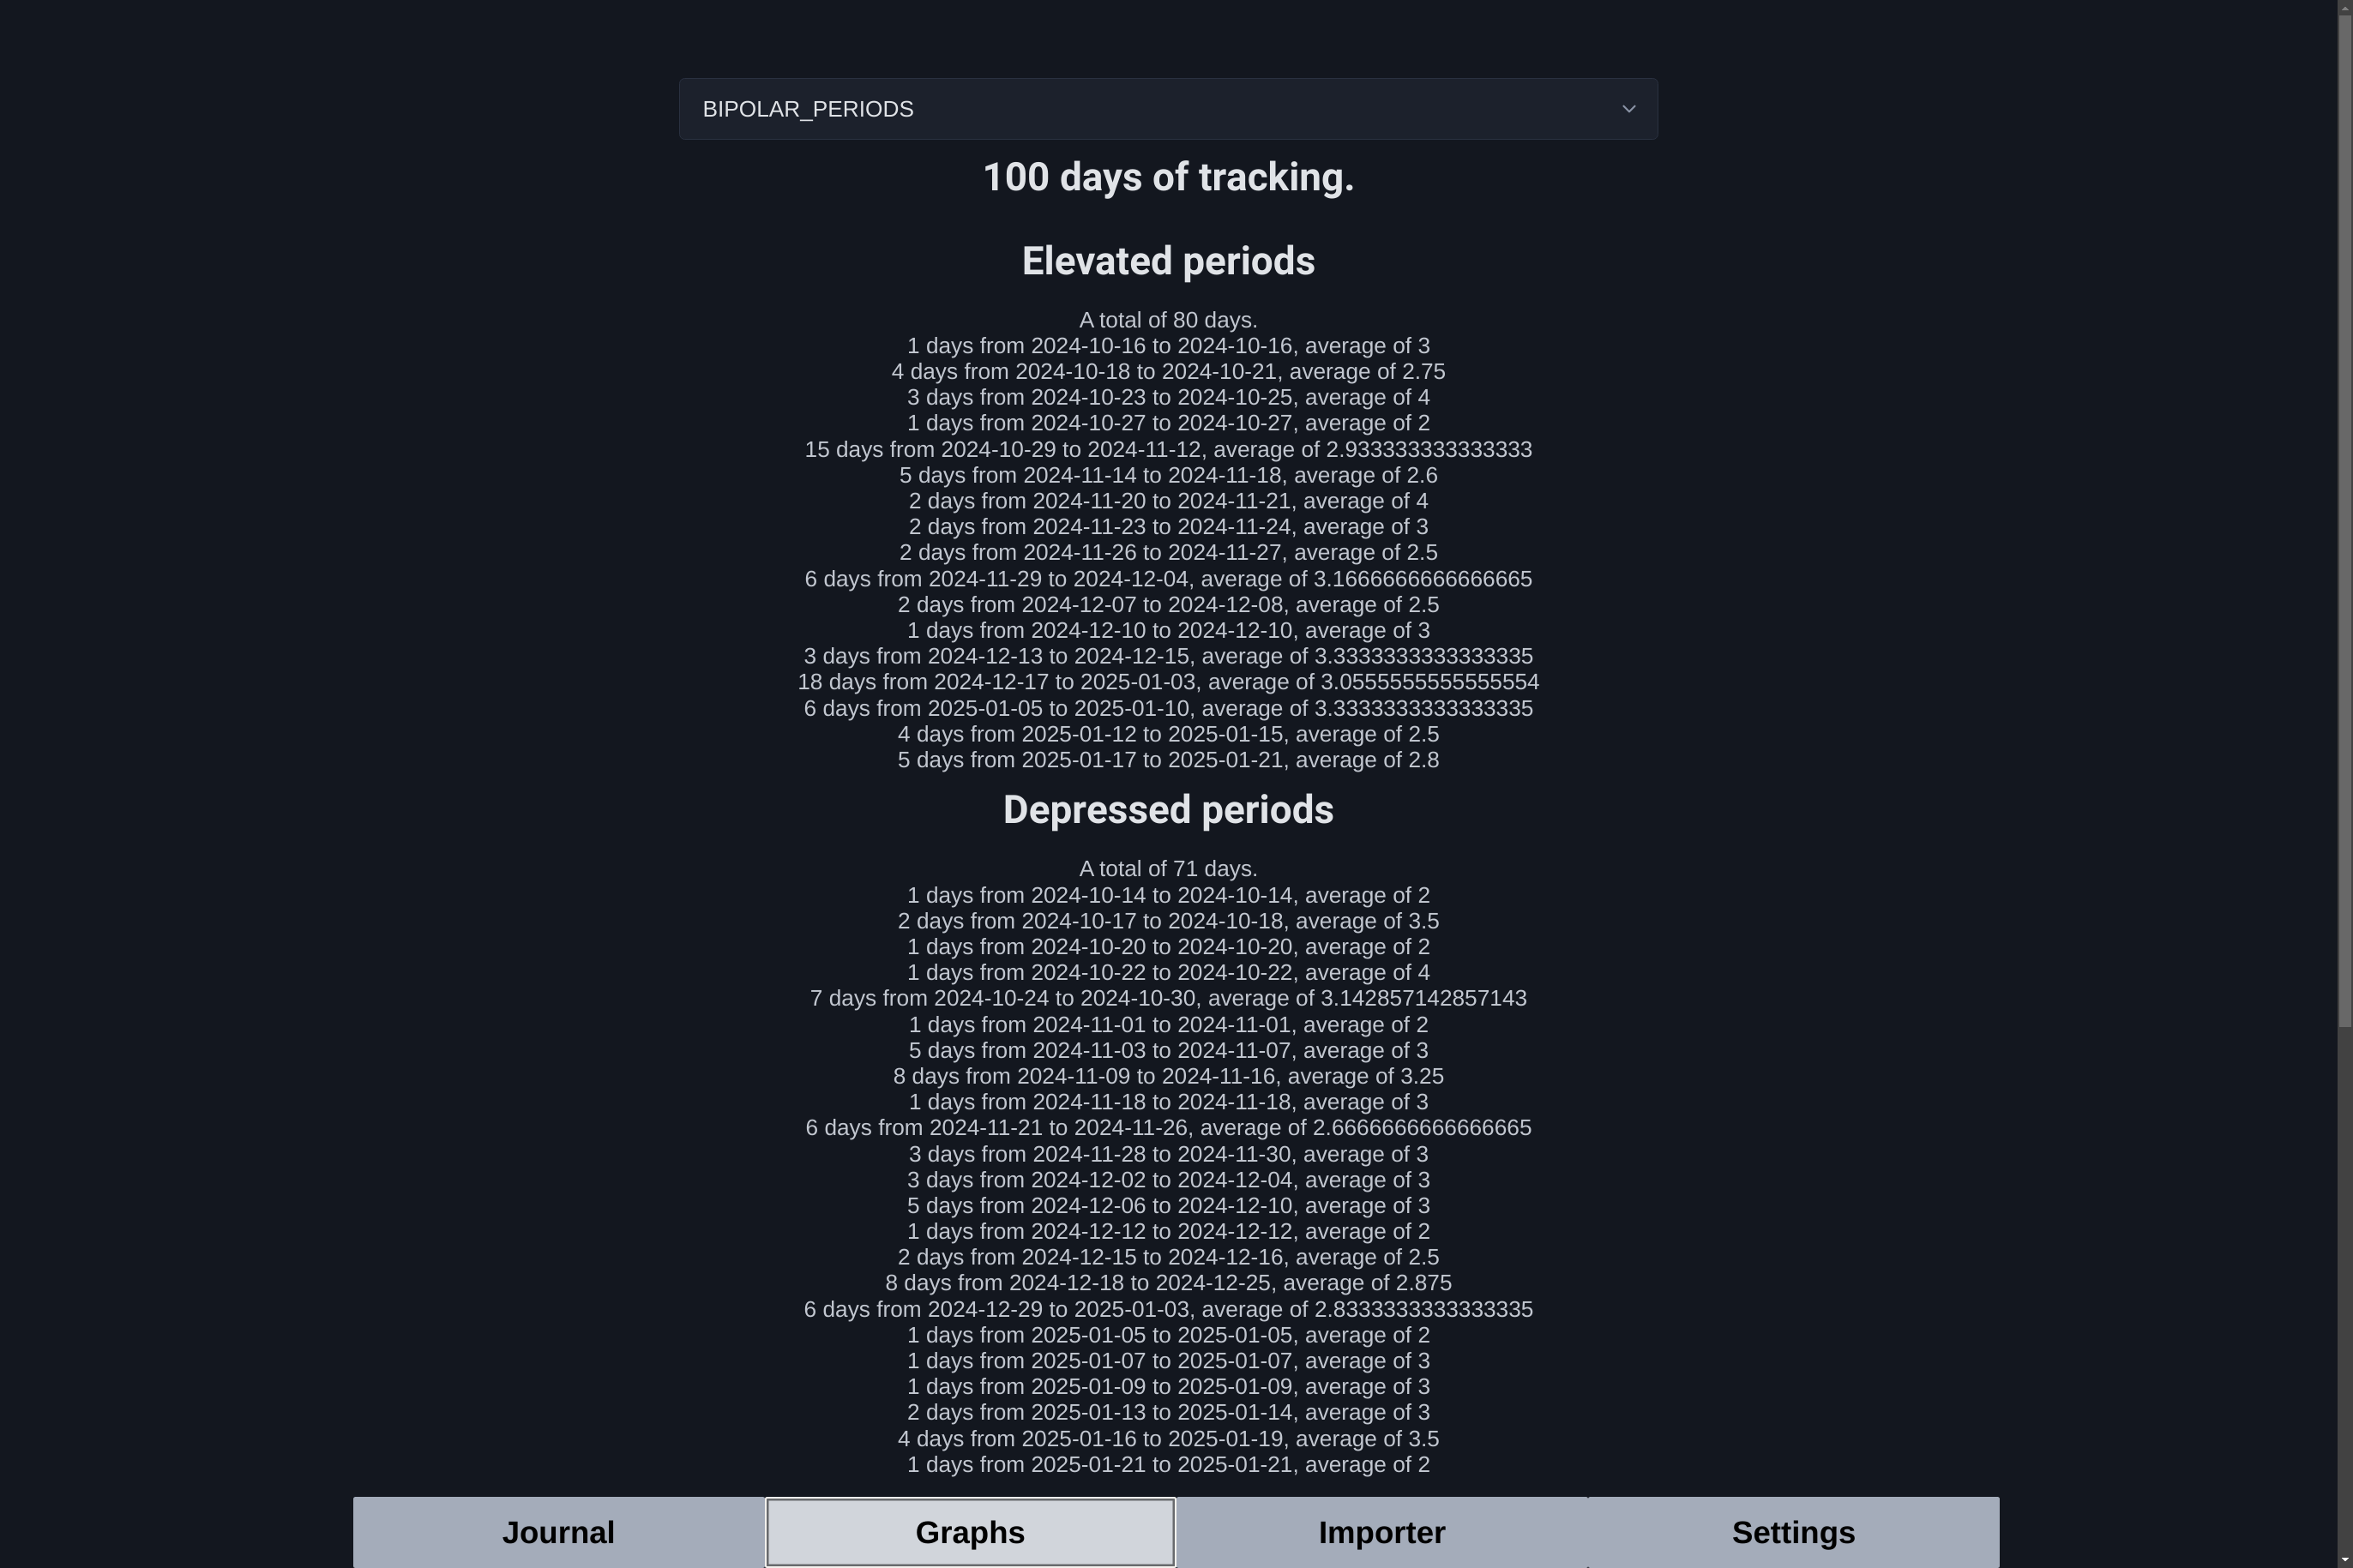 BIPOLAR_PERIODS
100 days of tracking.
Elevated periods
A total of 80 days.
1 days from 2024-10-16 to 2024-10-16, average of 3
4 days from 2024-10-18 to 2024-10-21, average of 2.75
3 days from 2024-10-23 to 2024-10-25, average of 4
1 days from 2024-10-27 to 2024-10-27, average of 2
15 days from 2024-10-29 to 2024-11-12, average of 2.933333333333333
5 days from 2024-11-14 to 2024-11-18, average of 2.6
2 days from 2024-11-20 to 2024-11-21, average of 4
2 days from 2024-11-23 to 2024-11-24, average of 3
2 days from 2024-11-26 to 2024-11-27, average of 2.5
6 days from 2024-11-29 to 2024-12-04, average of 3.1666666666666665
2 days from 2024-12-07 to 2024-12-08, average of 2.5
1 days from 2024-12-10 to 2024-12-10, average of 3
3 days from 2024-12-13 to 2024-12-15, average of 3.3333333333333335
18 days from 2024-12-17 to 2025-01-03, average of 3.0555555555555554
6 days from 2025-01-05 to 2025-01-10, average of 3.3333333333333335
4 days from 2025-01-12 to 2025-01-15, average of 2.5
5 days from 2025-01-17 to 2025-01-21, average of 2.8
Depressed periods
A total of 71 days.
1 days from 2024-10-14 to 2024-10-14, average of 2
2 days from 2024-10-17 to 2024-10-18, average of 3.5
1 days from 2024-10-20 to 2024-10-20, average of 2
1 days from 2024-10-22 to 2024-10-22, average of 4
7 days from 2024-10-24 to 2024-10-30, average of 3.142857142857143
1 days from 2024-11-01 to 2024-11-01, average of 2
5 days from 2024-11-03 to 2024-11-07, average of 3
8 days from 2024-11-09 to 2024-11-16, average of 3.25
1 days from 2024-11-18 to 2024-11-18, average of 3
6 days from 2024-11-21 to 2024-11-26, average of 2.6666666666666665
3 days from 2024-11-28 to 2024-11-30, average of 3
3 days from 2024-12-02 to 2024-12-04, average of 3
5 days from 2024-12-06 to 2024-12-10, average of 3
1 days from 2024-12-12 to 2024-12-12, average of 2
2 days from 2024-12-15 to 2024-12-16, average of 2.5
8 days from 2024-12-18 to 2024-12-25, average of 2.875
6 days from 2024-12-29 to 2025-01-03, average of 2.8333333333333335
1 days from 2025-01-05 to 2025-01-05, average of 2
1 days from 2025-01-07 to 2025-01-07, average of 3
1 days from 2025-01-09 to 2025-01-09, average of 3
2 days from 2025-01-13 to 2025-01-14, average of 3
4 days from 2025-01-16 to 2025-01-19, average of 3.5
1 days from 2025-01-21 to 2025-01-21, average of 2
Journal
Graphs
Importer
Settings